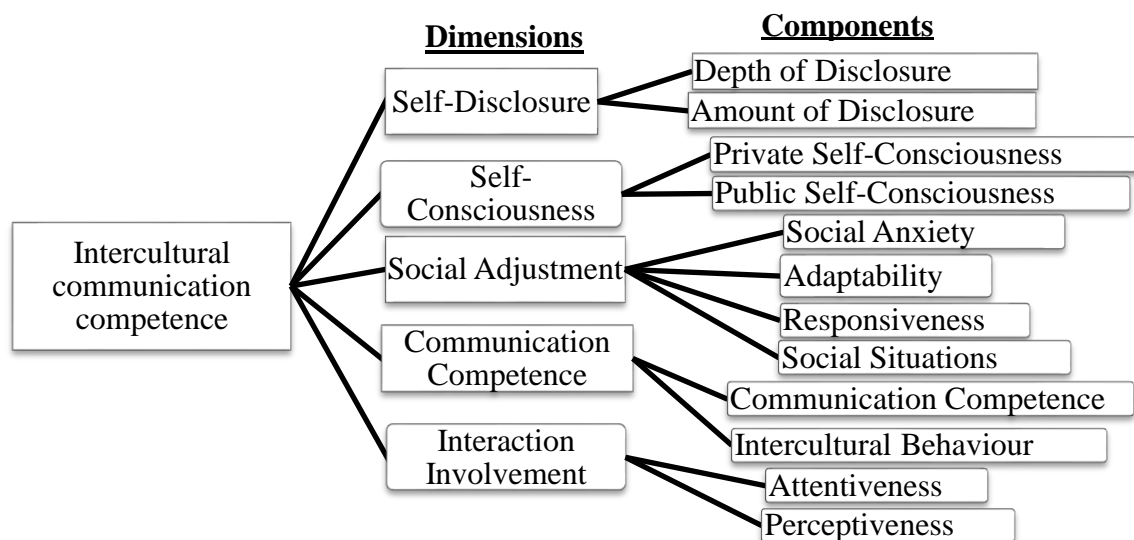 Dimensions
Components
Intercultural
communication
competence
Self-Disclosure
Depth of Disclosure
Amount of Disclosure
Self-
Consciousness
Private Self-Consciousness
Public Self-Consciousness
Social Adjustment
Social Anxiety
Adaptability
Responsiveness
Social Situations
Communication
Competence
Communication Competence
Intercultural Behaviour
Interaction
Involvement
Attentiveness
Perceptiveness